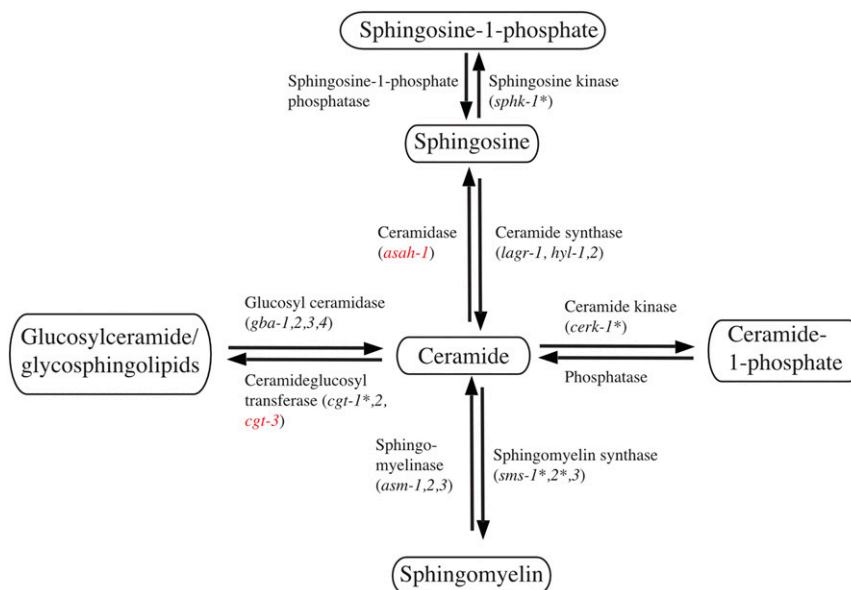 Sphingosine-1-phosphate
Sphingosine-1-phosphate
phosphatase
Sphingosine kinase
(sphk-1*)
Sphingosine
Ceramidase
(asah-1)
Ceramide synthase
(lagr-1, hyl-1,2)
Glucosyl ceramidase
(gba-1,2,3,4)
Ceramide kinase
(cerk-1*)
Glucosylceramide/
glycosphingolipids
Ceramide
Ceramide-
1-phosphate
Ceramideglucosyl
transferase (cgt-1*,2,
cgt-3)
Phosphatase
Sphingo-
myelinase
(asm-1,2,3)
Sphingomyelin synthase
(sms-1*,2*,3)
Sphingomyelin